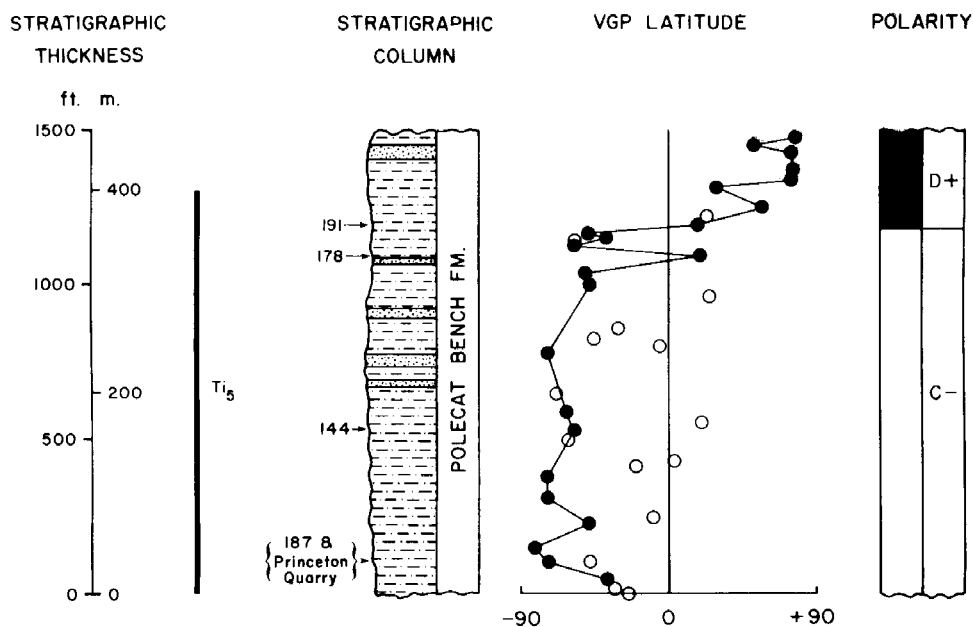 STRATIGRAPHIC THICKNESS
STRATIGRAPHIC COLUMN
VGP LATITUDE
POLARITY
ft. m.
1500
400
191
178
1000
POLECAT BENCH FM.
D+
Ti5
200
C−
144
500
187 &
Princeton
Quarry
0 0
−90 0 +90